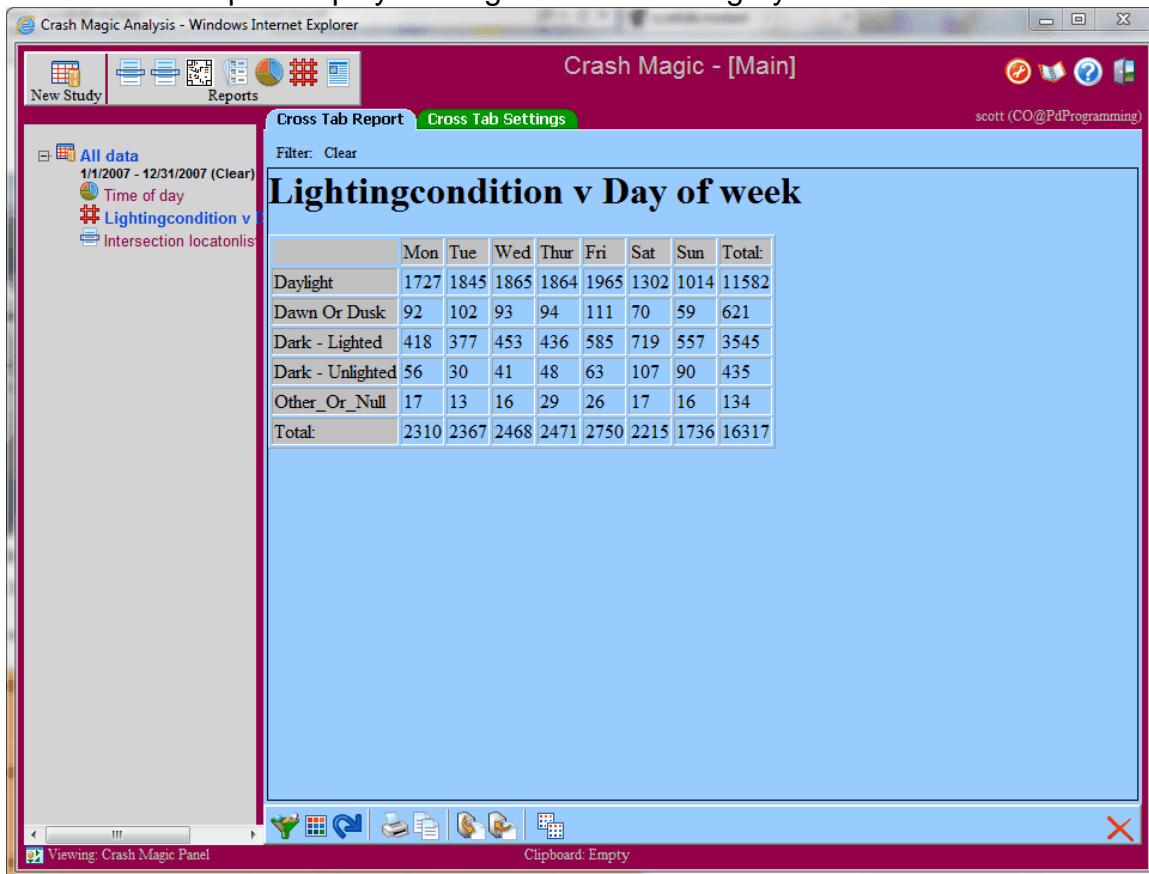 Crash Magic Analysis - Windows Internet Explorer
Crash Magic - [Main]
New Study
Reports
Cross Tab Report Cross Tab Settings
scott (CO@PdProgramming)
All data
1/1/2007 - 12/31/2007 (Clear)
Time of day
Lightingcondition v
Intersection locatonlis
Filter: Clear
Lightingcondition v Day of week
Mon Tue Wed Thur Fri Sat Sun Total:
Daylight 1727 1845 1865 1864 1965 1302 1014 11582
Dawn Or Dusk 92 102 93 94 111 70 59 621
Dark - Lighted 418 377 453 436 585 719 557 3545
Dark - Unlighted 56 30 41 48 63 107 90 435
Other_Or_Null 17 13 16 29 26 17 16 134
Total: 2310 2367 2468 2471 2750 2215 1736 16317
Viewing: Crash Magic Panel
Clipboard: Empty